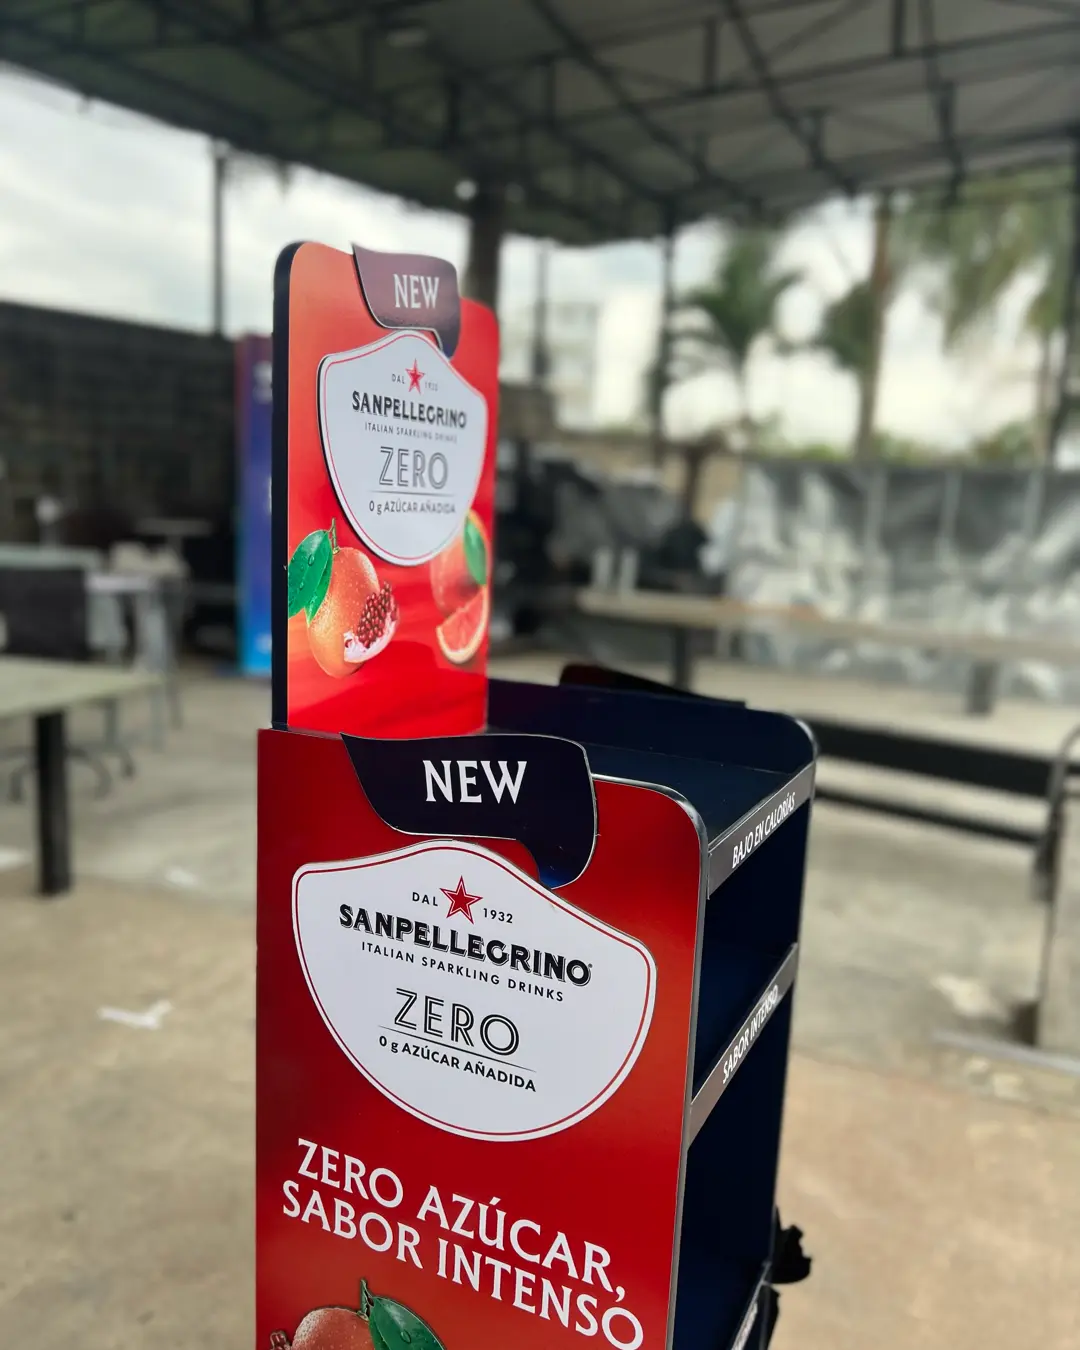 NEW
DAL 1932
SANPELLEGRINO
ITALIAN SPARKLING DRINKS
ZERO
0 g AZÚCAR AÑADIDA
NEW
DAL 1932
SANPELLEGRINO®
ITALIAN SPARKLING DRINKS
ZERO
0 g AZÚCAR AÑADIDA
ZERO AZÚCAR,
SABOR INTENSO
BAJO EN CALORÍAS
SABOR INTENSO